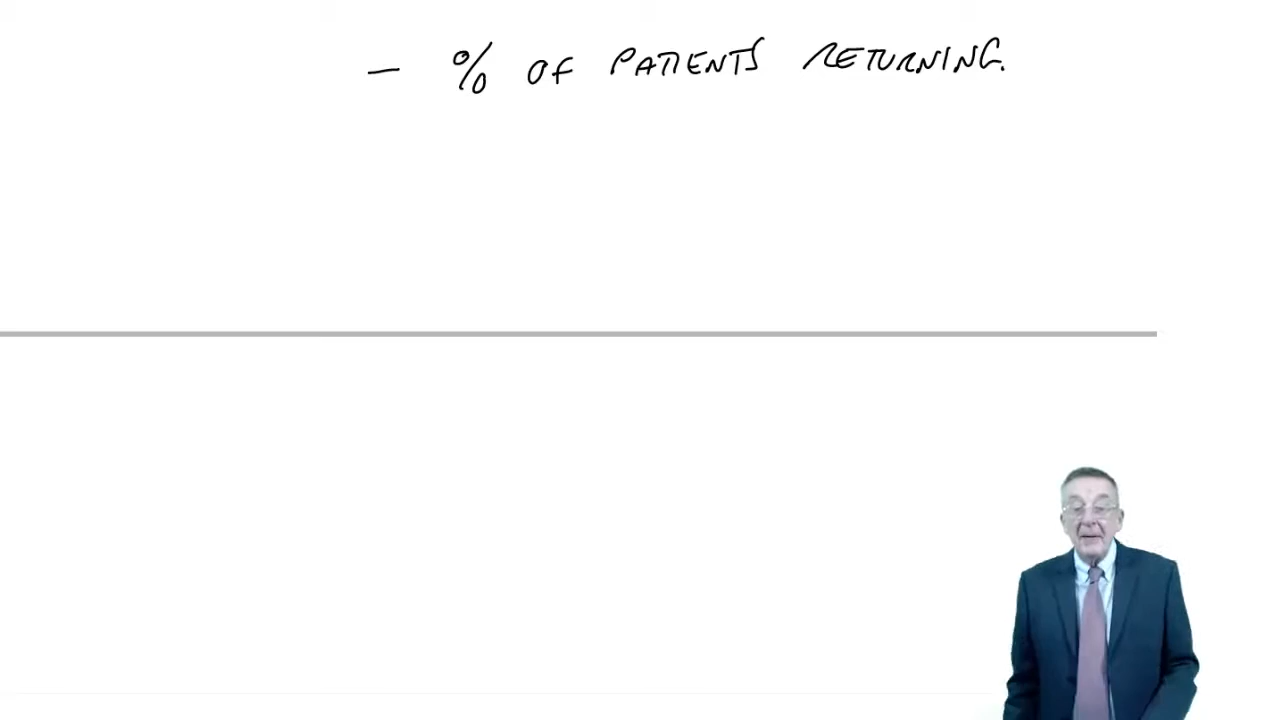 — % OF PATIENTS RETURNING.